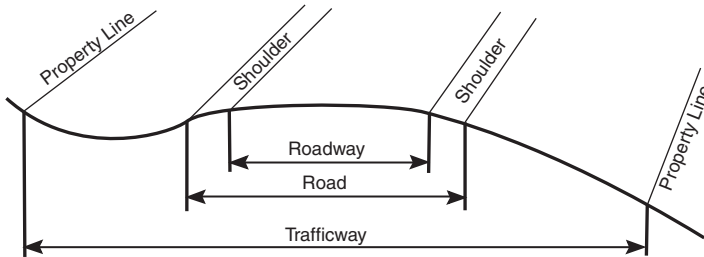 Property Line
Shoulder
Shoulder
Property Line
Roadway
Road
Trafficway